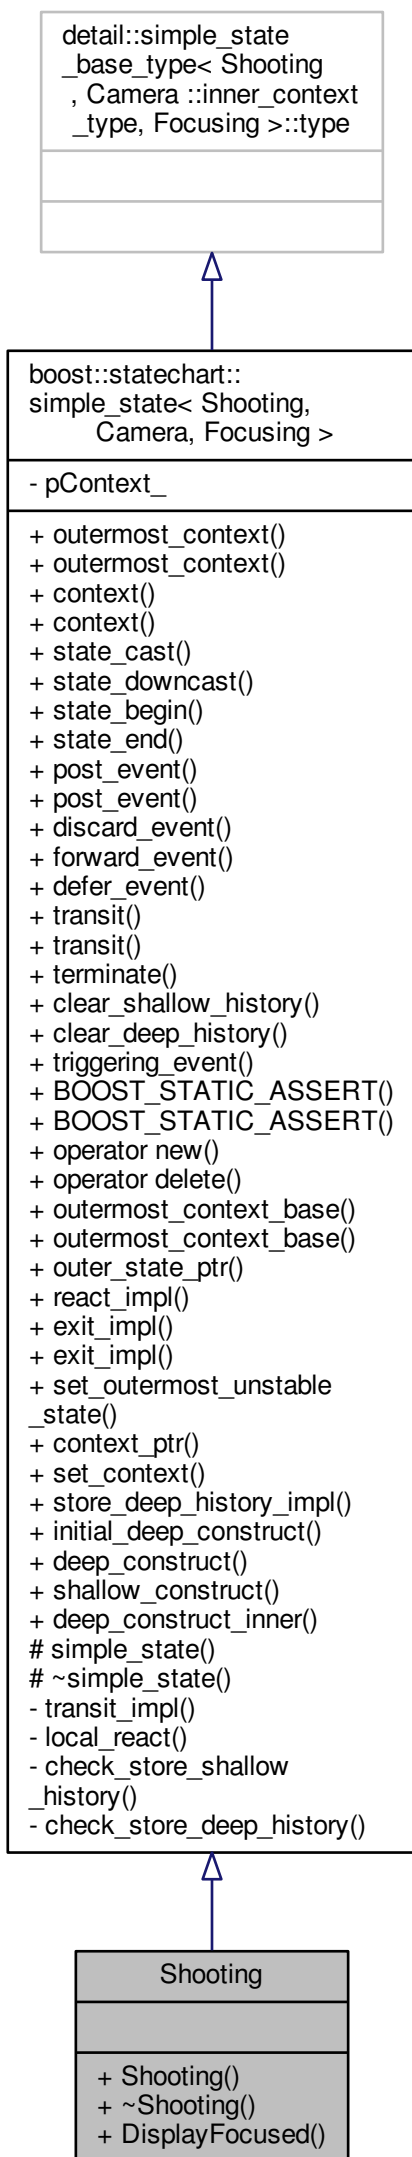 detail::simple_state
_base_type< Shooting
, Camera ::inner_context
_type, Focusing >::type
boost::statechart::
simple_state< Shooting,
Camera, Focusing >
- pContext_
+ outermost_context()
+ outermost_context()
+ context()
+ context()
+ state_cast()
+ state_downcast()
+ state_begin()
+ state_end()
+ post_event()
+ post_event()
+ discard_event()
+ forward_event()
+ defer_event()
+ transit()
+ transit()
+ terminate()
+ clear_shallow_history()
+ clear_deep_history()
+ triggering_event()
+ BOOST_STATIC_ASSERT()
+ BOOST_STATIC_ASSERT()
+ operator new()
+ operator delete()
+ outermost_context_base()
+ outermost_context_base()
+ outer_state_ptr()
+ react_impl()
+ exit_impl()
+ exit_impl()
+ set_outermost_unstable
_state()
+ context_ptr()
+ set_context()
+ store_deep_history_impl()
+ initial_deep_construct()
+ deep_construct()
+ shallow_construct()
+ deep_construct_inner()
# simple_state()
# ~simple_state()
- transit_impl()
- local_react()
- check_store_shallow
_history()
- check_store_deep_history()
Shooting
+ Shooting()
+ ~Shooting()
+ DisplayFocused()